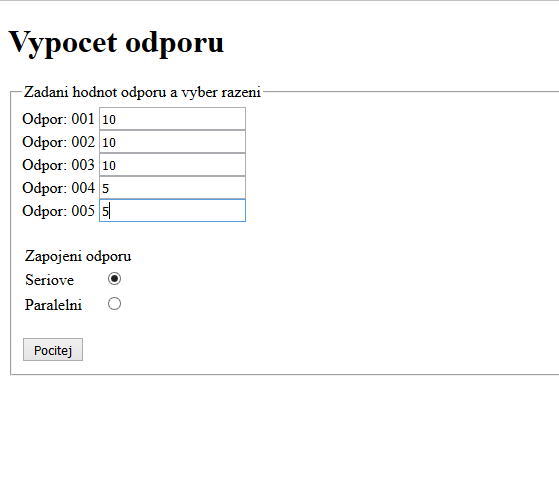 Vypocet odporu
Zadani hodnot odporu a vyber razeni
Odpor: 001 10
Odpor: 002 10
Odpor: 003 10
Odpor: 004 5
Odpor: 005 5
Zapojeni odporu
Seriove
Paralelni
Pocitej